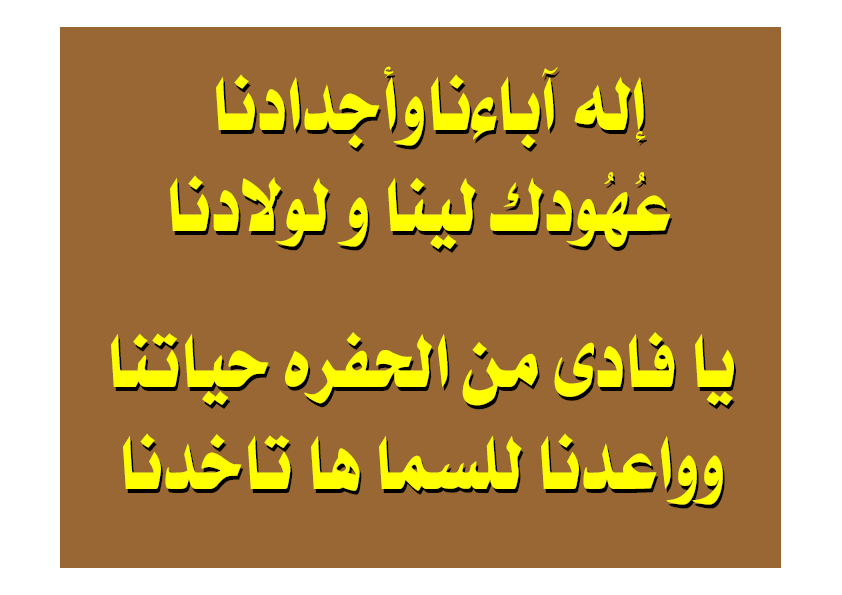 إله آباءناوأجدادنا
عُهُودك لينا و لولادنا
يا فادى من الحفره حياتنا
وواعدنا للسما ها تاخدنا